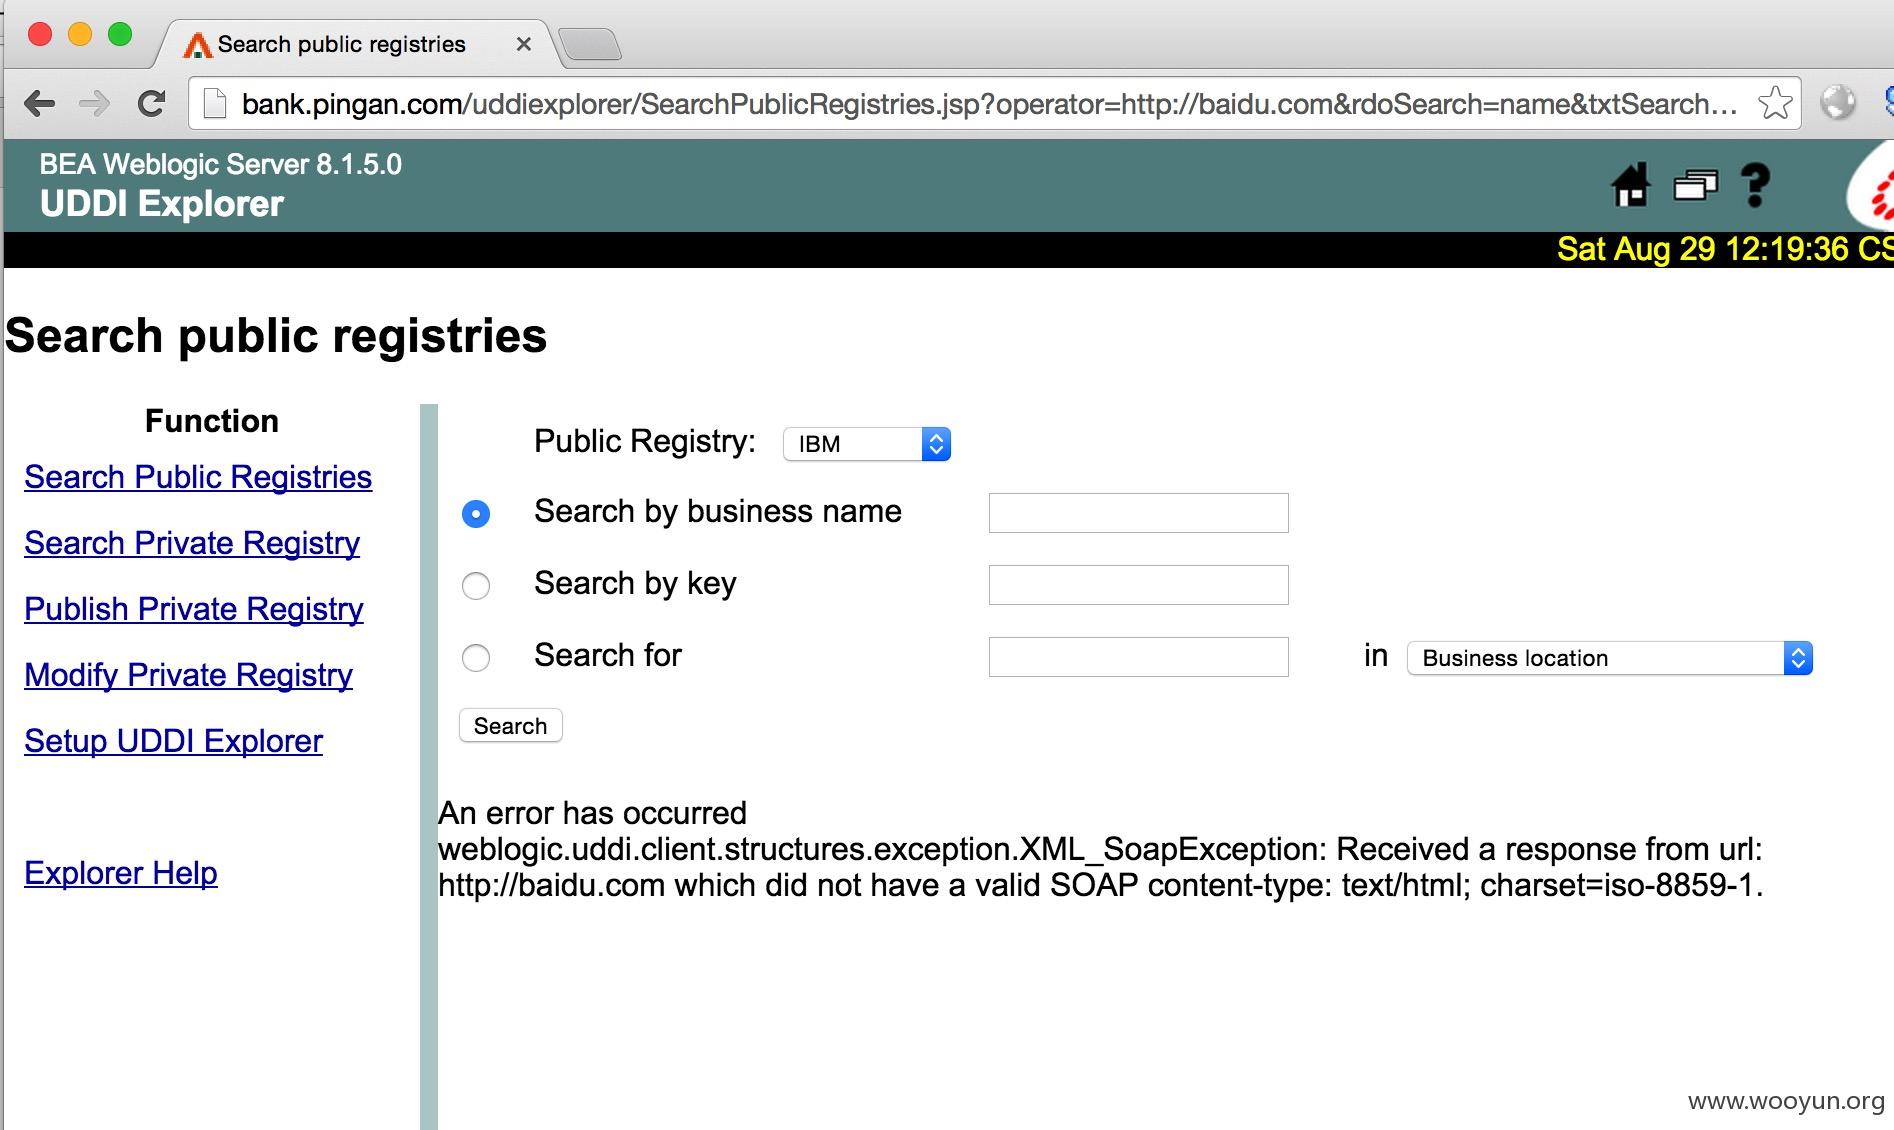 Search public registries
bank.pingan.com/uddiexplorer/SearchPublicRegistries.jsp?operator=http://baidu.com&rdoSearch=name&txtSearch...
BEA Weblogic Server 8.1.5.0
UDDI Explorer
Sat Aug 29 12:19:36 CS
Search public registries
Function
Search Public Registries
Search Private Registry
Publish Private Registry
Modify Private Registry
Setup UDDI Explorer
Explorer Help
Public Registry: IBM
Search by business name
Search by key
Search for in Business location
Search
An error has occurred
weblogic.uddi.client.structures.exception.XML_SoapException: Received a response from url:
http://baidu.com which did not have a valid SOAP content-type: text/html; charset=iso-8859-1.
www.wooyun.org